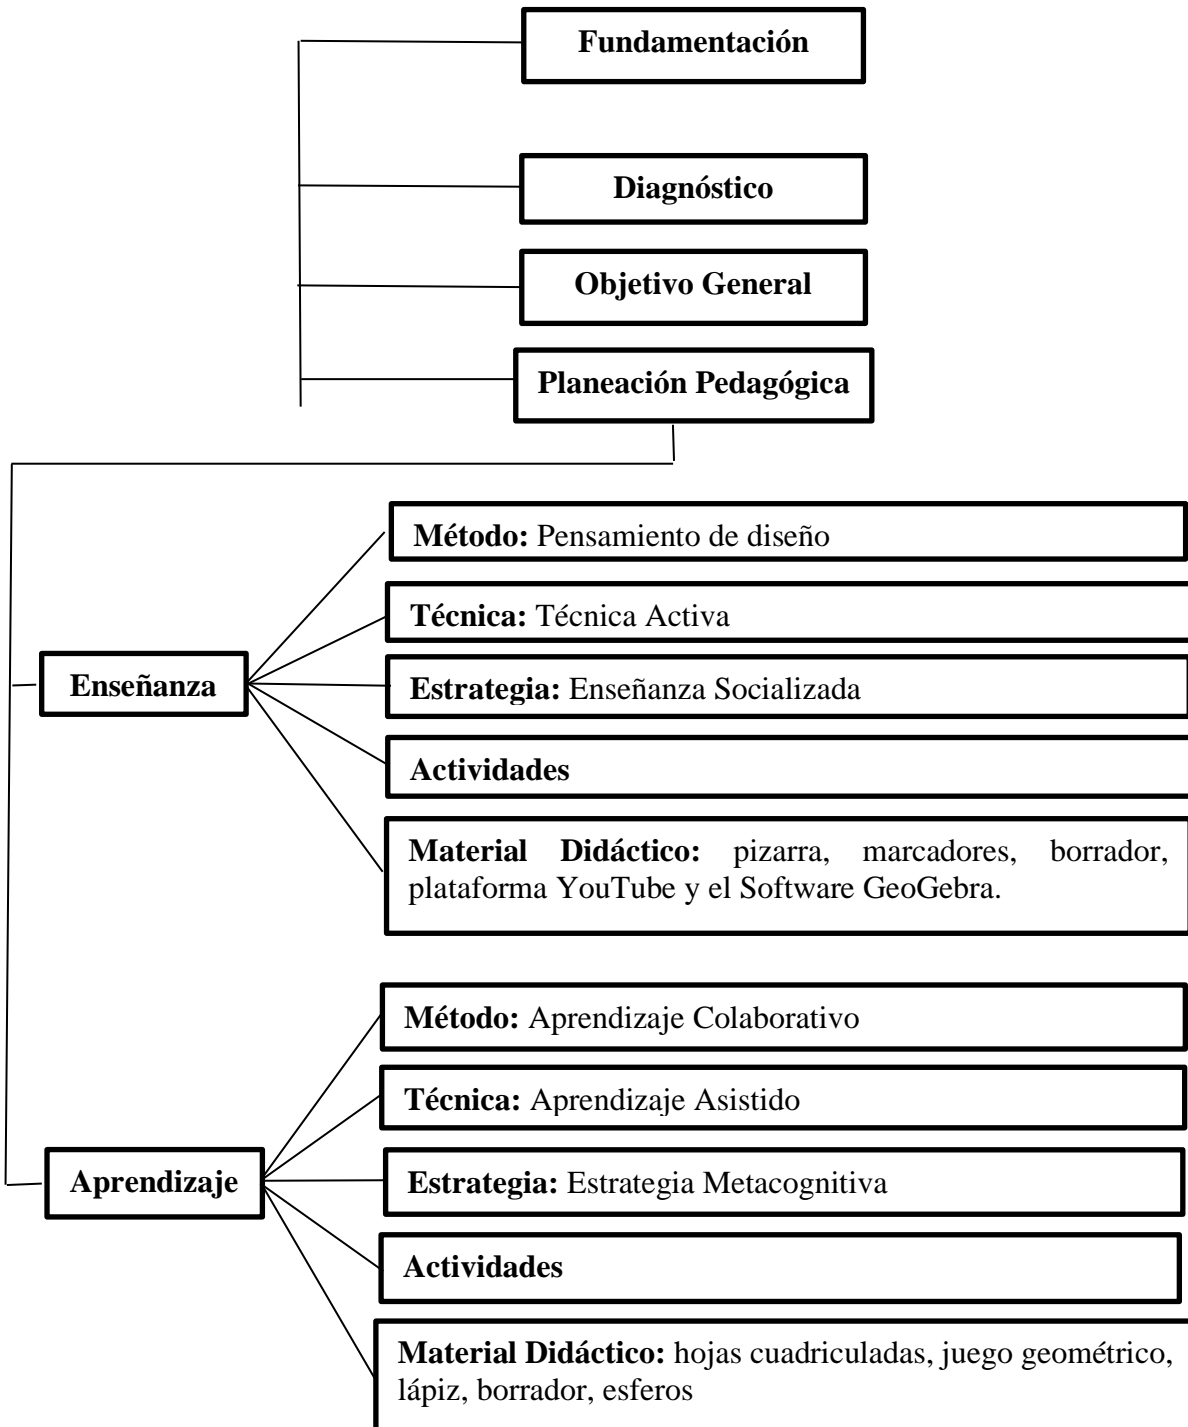 Fundamentación
Diagnóstico
Objetivo General
Planeación Pedagógica
Método: Pensamiento de diseño
Técnica: Técnica Activa
Enseñanza
Estrategia: Enseñanza Socializada
Actividades
Material Didáctico: pizarra, marcadores, borrador,
plataforma YouTube y el Software GeoGebra.
Método: Aprendizaje Colaborativo
Técnica: Aprendizaje Asistido
Aprendizaje
Estrategia: Estrategia Metacognitiva
Actividades
Material Didáctico: hojas cuadriculadas, juego geométrico,
lápiz, borrador, esferos